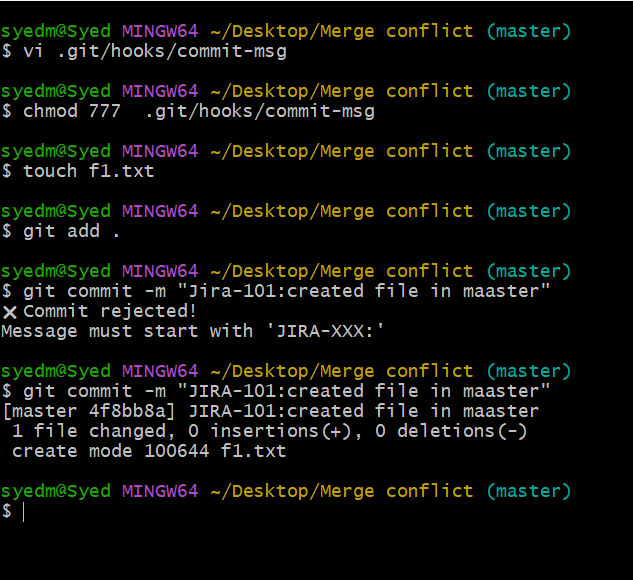 syedm@Syed MINGW64 ~/Desktop/Merge conflict (master)
$ vi .git/hooks/commit-msg
syedm@Syed MINGW64 ~/Desktop/Merge conflict (master)
$ chmod 777  .git/hooks/commit-msg
syedm@Syed MINGW64 ~/Desktop/Merge conflict (master)
$ touch f1.txt
syedm@Syed MINGW64 ~/Desktop/Merge conflict (master)
$ git add .
syedm@Syed MINGW64 ~/Desktop/Merge conflict (master)
$ git commit -m "Jira-101:created file in maaster"
❌ Commit rejected!
Message must start with 'JIRA-XXX:'
syedm@Syed MINGW64 ~/Desktop/Merge conflict (master)
$ git commit -m "JIRA-101:created file in maaster"
[master 4f8bb8a] JIRA-101:created file in maaster
 1 file changed, 0 insertions(+), 0 deletions(-)
 create mode 100644 f1.txt
syedm@Syed MINGW64 ~/Desktop/Merge conflict (master)
$